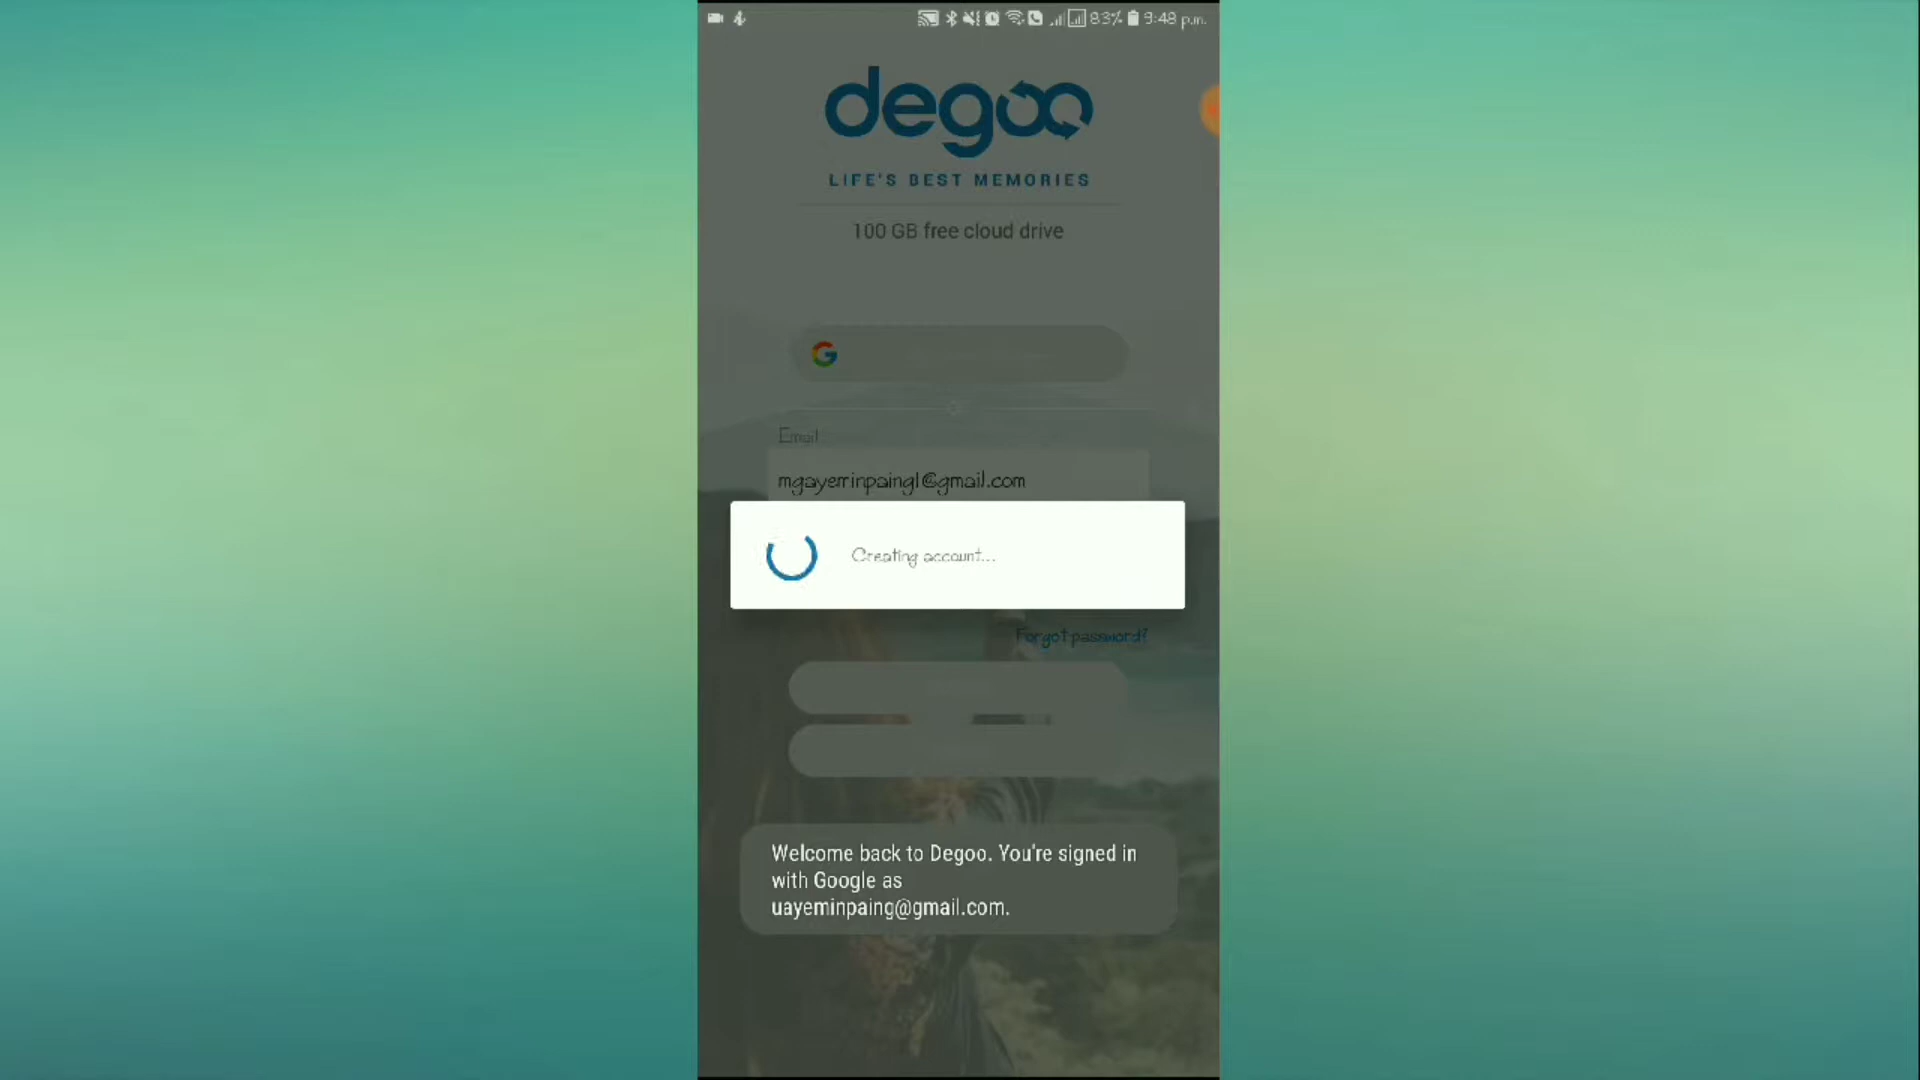 83% 9:48 p.m.
degoo
LIFE'S BEST MEMORIES
100 GB free cloud drive
Email
mgayeminpaing1@gmail.com
Creating account...
Forgot password?
Welcome back to Degoo. You're signed in
with Google as
uayeminpaing@gmail.com.